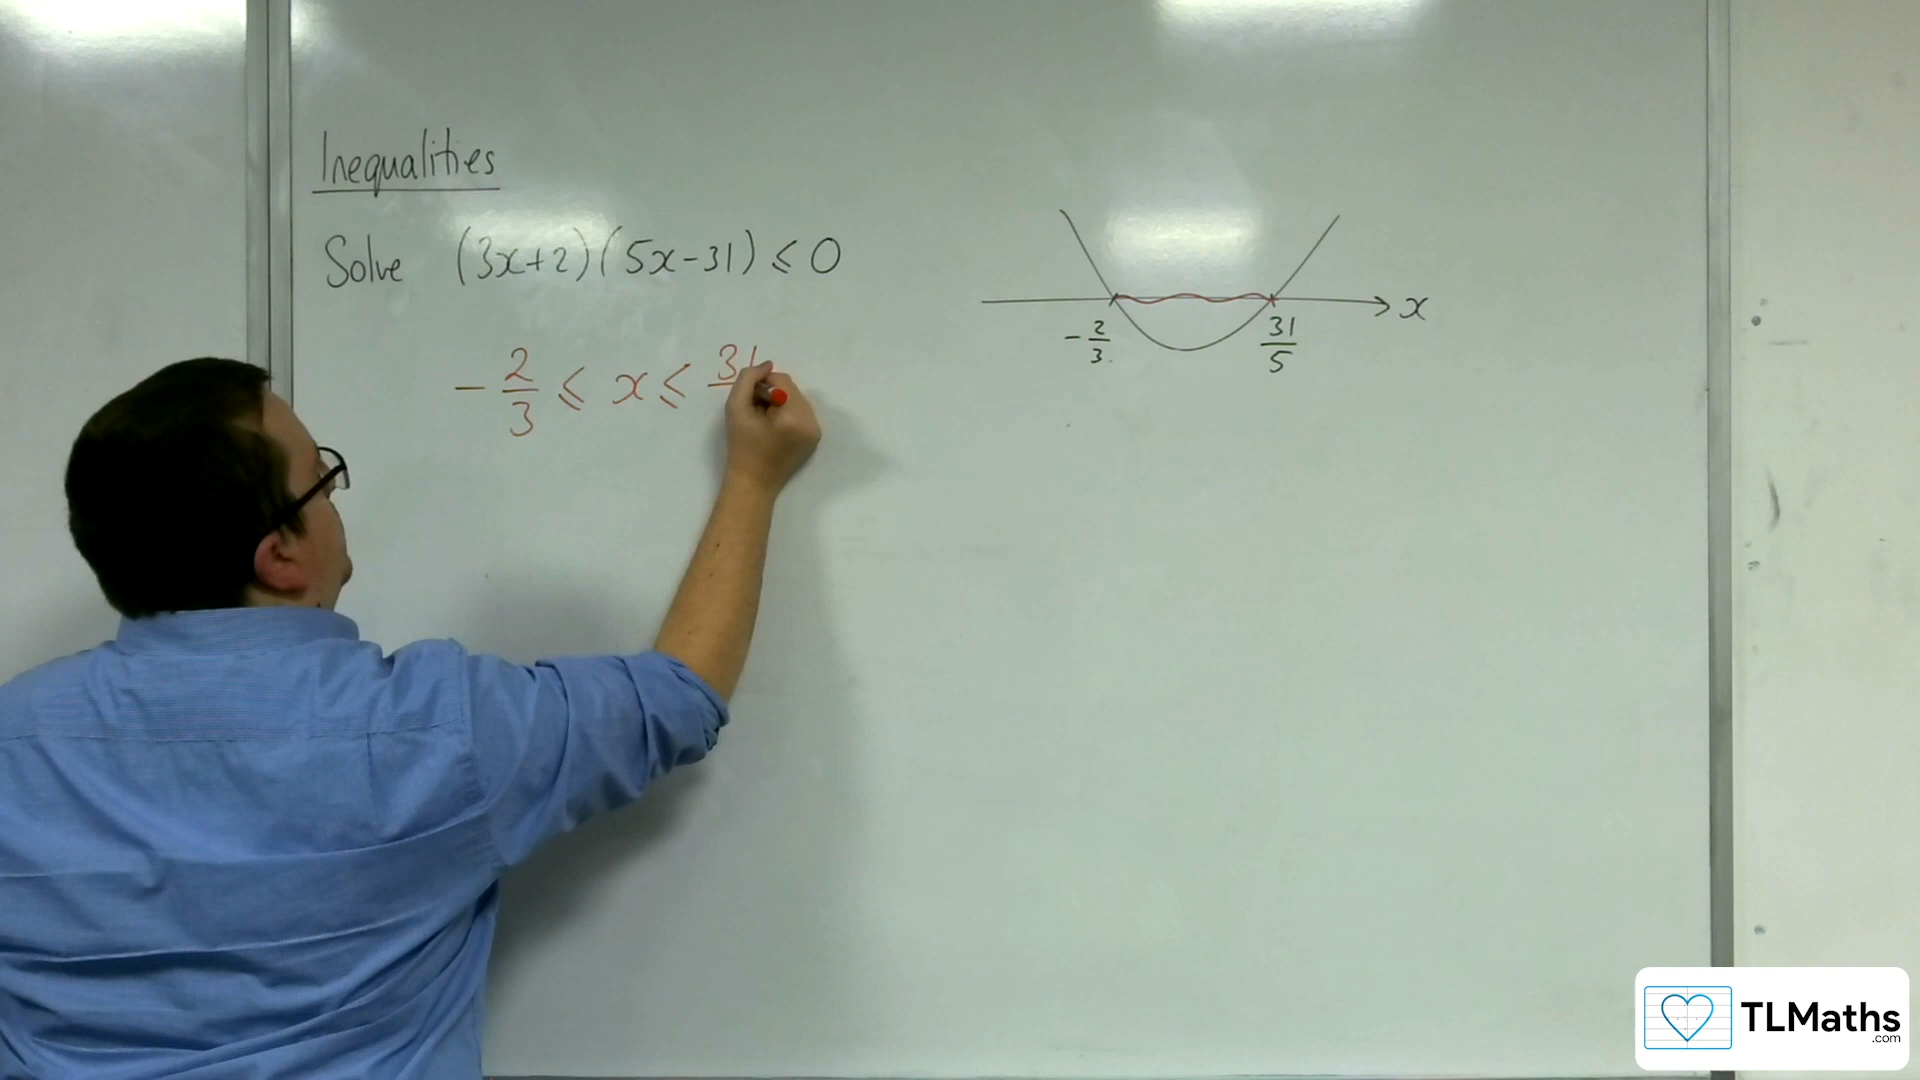 Inequalities
Solve (3x+2)(5x-31) ≤ 0
-2/3 ≤ x ≤ 31
x
-2/3
31/5
TLMaths
.com